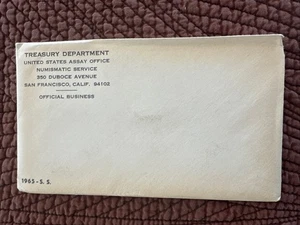 TREASURY DEPARTMENT
UNITED STATES ASSAY OFFICE
NUMISMATIC SERVICE
350 DUBOCE AVENUE
SAN FRANCISCO, CALIF. 94102
OFFICIAL BUSINESS
1965 - S. S.